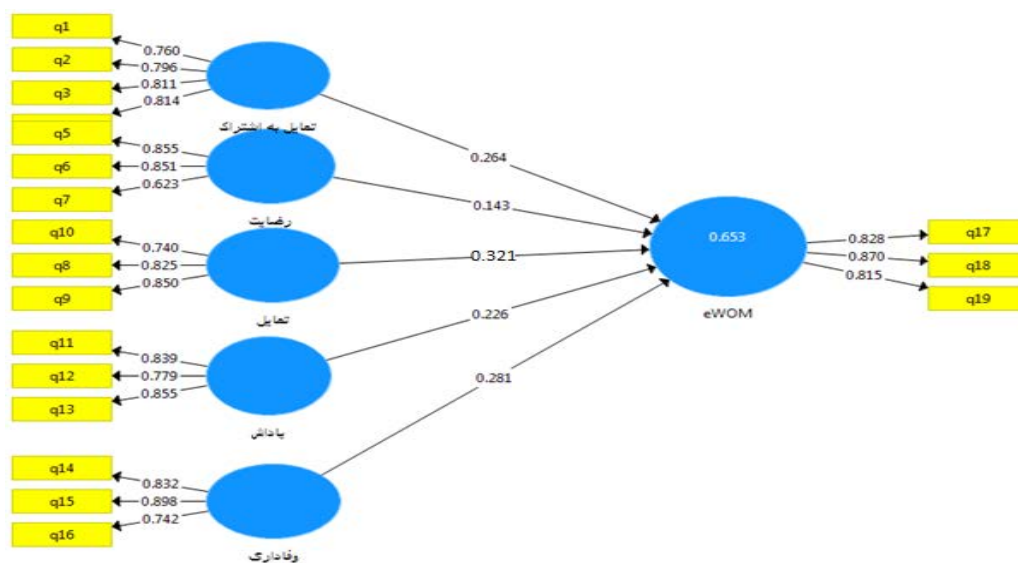 q1
q2
q3
q5
q6
q7
q10
q8
q9
q11
q12
q13
q14
q15
q16
0.760
0.796
0.811
0.814
0.855
0.851
0.623
0.740
0.825
0.850
0.839
0.779
0.855
0.832
0.898
0.742
تمایل به اشتراک
رضایت
تمایل
پاداش
وفاداری
0.264
0.143
0.321
0.226
0.281
0.653
eWOM
0.828
0.870
0.815
q17
q18
q19